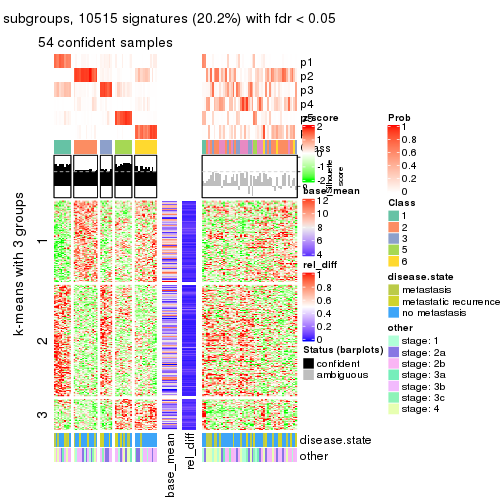 subgroups, 10515 signatures (20.2%) with fdr < 0.05
54 confident samples
p1
p2
p3
p4
z-score
2
1
0
-1
-2
Silhouette
score
k-means with 3 groups
1
2
3
base_mean
12
10
8
6
4
rel_diff
1
0.8
0.6
0.4
0.2
0
Status (barplots)
confident
ambiguous
Prob
1
0.8
0.6
0.4
0.2
0
Class
1
2
3
5
6
disease.state
metastasis
metastatic recurrence
no metastasis
other
stage: 1
stage: 2a
stage: 2b
stage: 3a
stage: 3b
stage: 3c
stage: 4
disease.state
other
base_mean
rel_diff